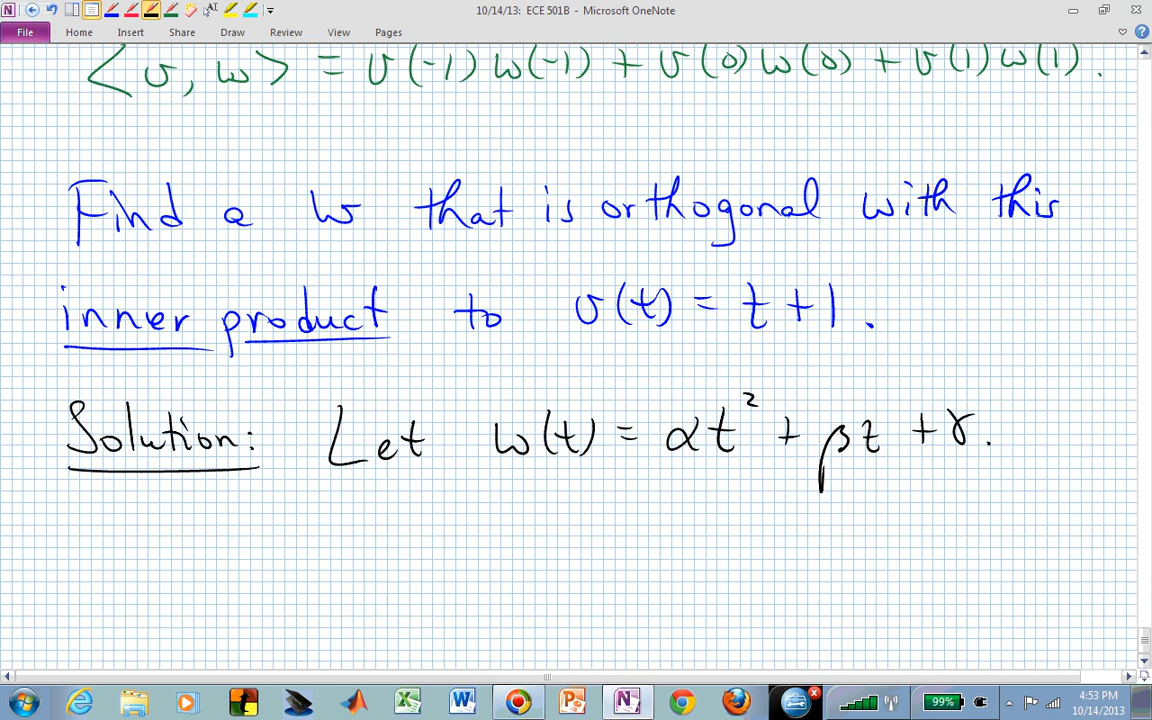 10/14/13: ECE 501B - Microsoft OneNote
File Home Insert Share Draw Review View Pages
<v, w> = v(-1) w(-1) + v(0) w(0) + v(1) w(1).
Find a w that is orthogonal with this
inner product to v(t) = t + 1.
Solution: Let w(t) = αt² + βt + γ.
99%
4:53 PM
10/14/2013